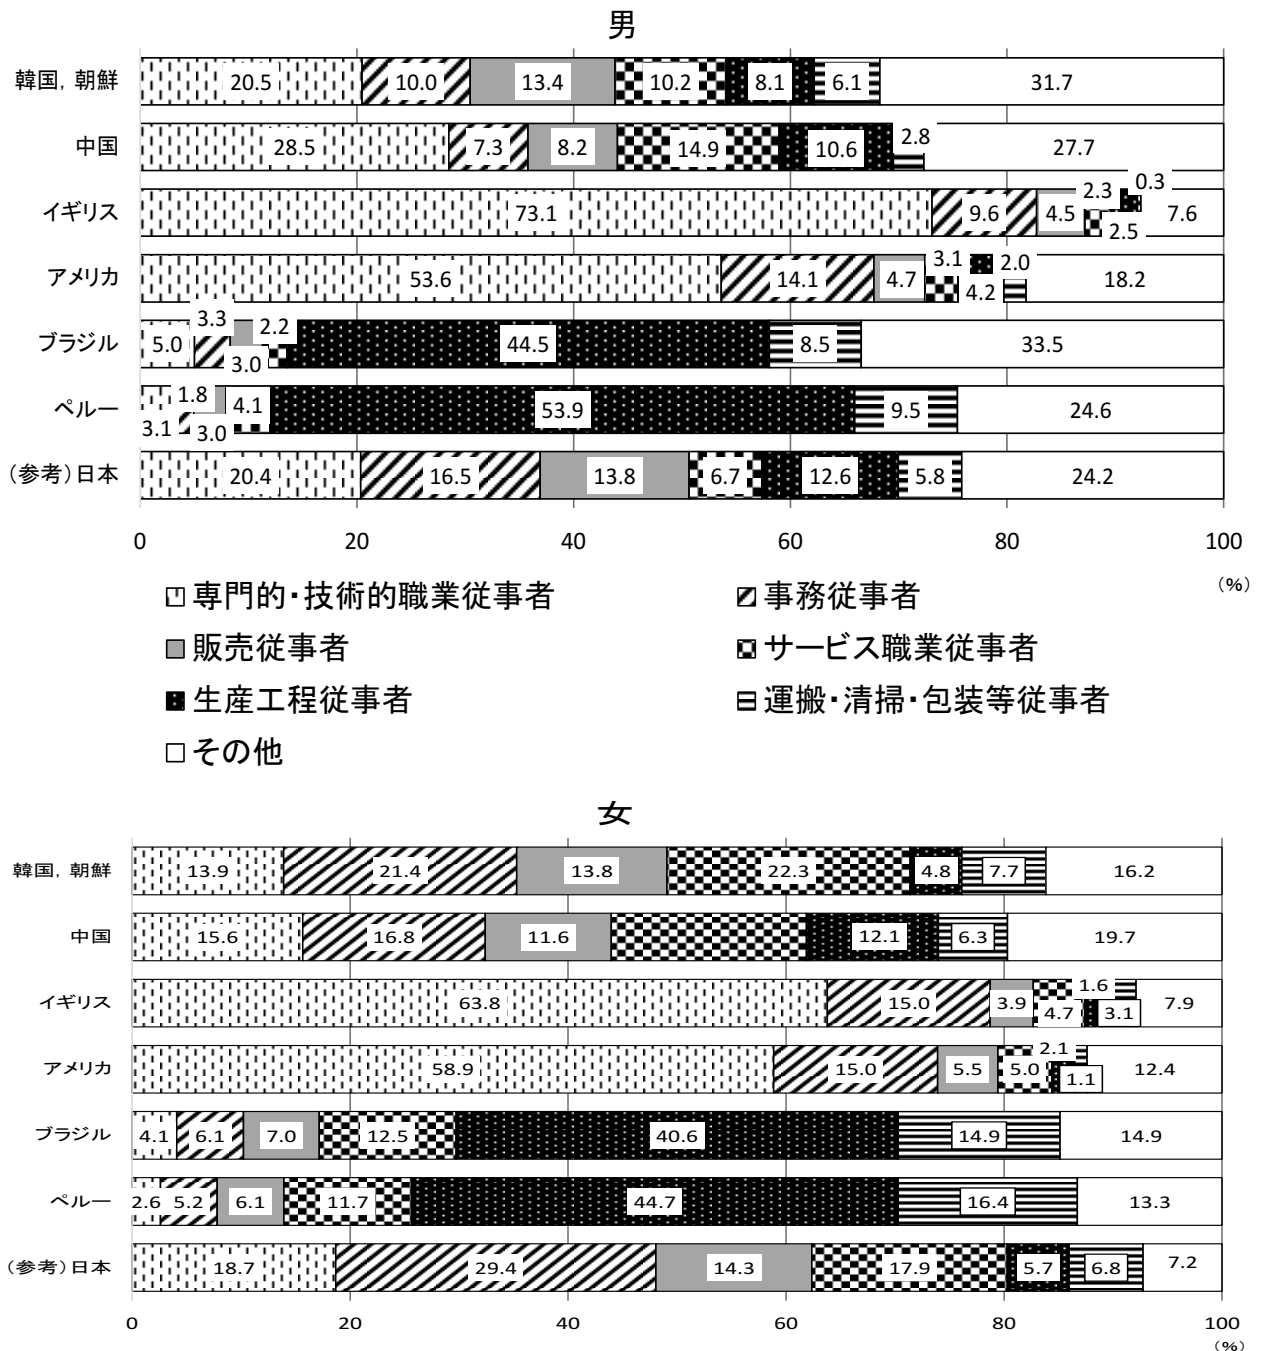 男
韓国，朝鮮 20.5 10.0 13.4 10.2 8.1 6.1 31.7
中国 28.5 7.3 8.2 14.9 10.6 2.8 27.7
イギリス 73.1 9.6 4.5 2.3 2.5 0.3 7.6
アメリカ 53.6 14.1 4.7 3.1 4.2 2.0 18.2
ブラジル 5.0 3.3 3.0 2.2 44.5 8.5 33.5
ペルー 3.1 1.8 3.0 4.1 53.9 9.5 24.6
（参考）日本 20.4 16.5 13.8 6.7 12.6 5.8 24.2
0 20 40 60 80 100
（%）
専門的・技術的職業従事者 事務従事者
販売従事者 サービス職業従事者
生産工程従事者 運搬・清掃・包装等従事者
その他
女
韓国，朝鮮 13.9 21.4 13.8 22.3 4.8 7.7 16.2
中国 15.6 16.8 11.6 12.1 6.3 19.7
イギリス 63.8 15.0 3.9 4.7 1.6 3.1 7.9
アメリカ 58.9 15.0 5.5 5.0 2.1 1.1 12.4
ブラジル 4.1 6.1 7.0 12.5 40.6 14.9 14.9
ペルー 2.6 5.2 6.1 11.7 44.7 16.4 13.3
（参考）日本 18.7 29.4 14.3 17.9 5.7 6.8 7.2
0 20 40 60 80 100
（%）